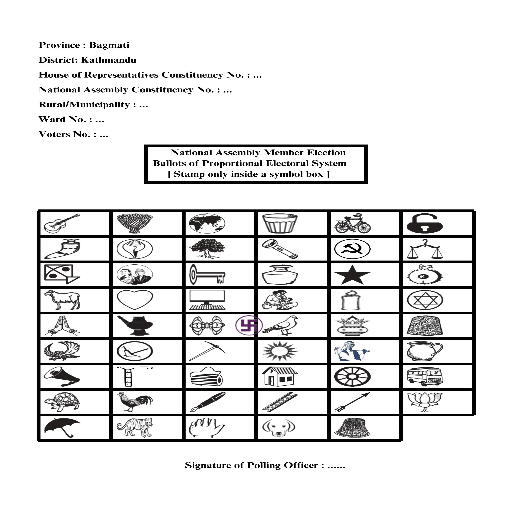 Province : Bagmati
District: Kathmandu
House of Representatives Constituency No. : ...
National Assembly Constituency No. : ...
Rural/Municipality : ...
Ward No. : ...
Voters No. : ...
National Assembly Member Election
Ballots of Proportional Electoral System
[ Stamp only inside a symbol box ]
Signature of Polling Officer : ......